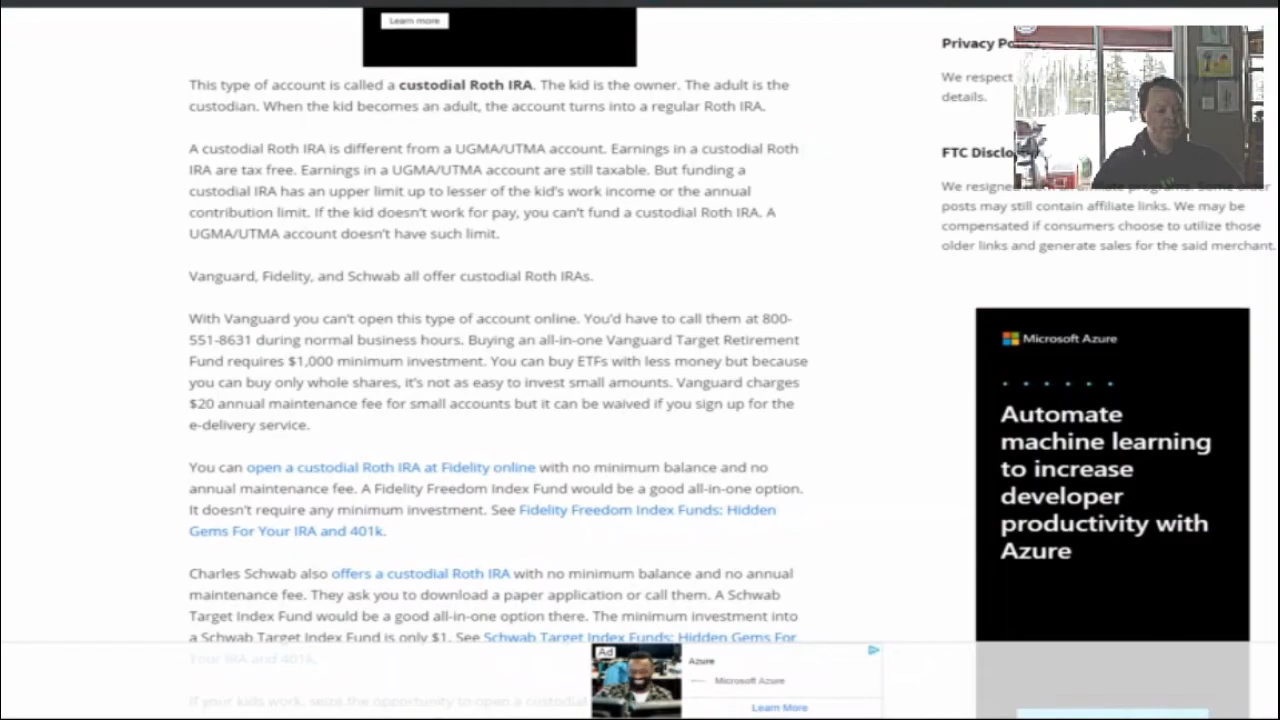 Learn more
This type of account is called a custodial Roth IRA. The kid is the owner. The adult is the
custodian. When the kid becomes an adult, the account turns into a regular Roth IRA.
A custodial Roth IRA is different from a UGMA/UTMA account. Earnings in a custodial Roth
IRA are tax free. Earnings in a UGMA/UTMA account are still taxable. But funding a
custodial IRA has an upper limit up to lesser of the kid's work income or the annual
contribution limit. If the kid doesn't work for pay, you can't fund a custodial Roth IRA. A
UGMA/UTMA account doesn't have such limit.
Vanguard, Fidelity, and Schwab all offer custodial Roth IRAs.
With Vanguard you can't open this type of account online. You'd have to call them at 800-
551-8631 during normal business hours. Buying an all-in-one Vanguard Target Retirement
Fund requires $1,000 minimum investment. You can buy ETFs with less money but because
you can buy only whole shares, it's not as easy to invest small amounts. Vanguard charges
$20 annual maintenance fee for small accounts but it can be waived if you sign up for the
e-delivery service.
You can open a custodial Roth IRA at Fidelity online with no minimum balance and no
annual maintenance fee. A Fidelity Freedom Index Fund would be a good all-in-one option.
It doesn't require any minimum investment. See Fidelity Freedom Index Funds: Hidden
Gems For Your IRA and 401k.
Charles Schwab also offers a custodial Roth IRA with no minimum balance and no annual
maintenance fee. They ask you to download a paper application or call them. A Schwab
Target Index Fund would be a good all-in-one option there. The minimum investment into
a Schwab Target Index Fund is only $1. See Schwab Target Index Funds: Hidden Gems For
Your IRA and 401k.
If your kids work, seize the opportunity to open a custodial
Privacy
We respect
details.
FTC
We resigned from affiliate programs. Some older
posts may still contain affiliate links. We may be
compensated if consumers choose to utilize those
older links and generate sales for the said merchant.
Microsoft Azure
Automate
machine learning
to increase
developer
productivity with
Azure
Ad
Azure
Microsoft Azure
Learn More